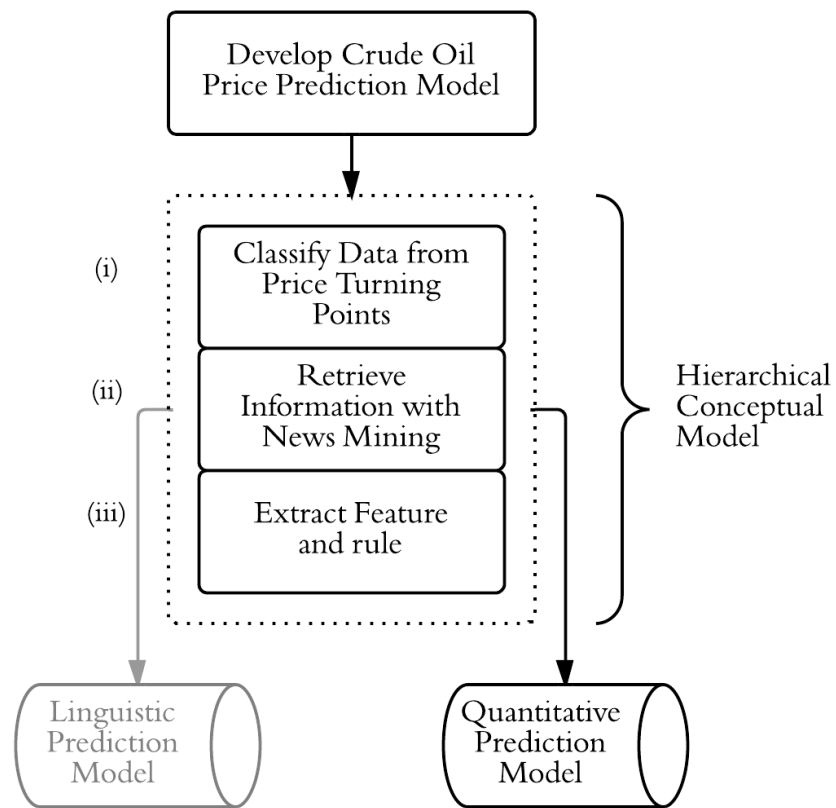 Develop Crude Oil
Price Prediction Model
(i)
Classify Data from
Price Turning
Points
(ii)
Retrieve
Information with
News Mining
(iii)
Extract Feature
and rule
Hierarchical
Conceptual
Model
Linguistic
Prediction
Model
Quantitative
Prediction
Model